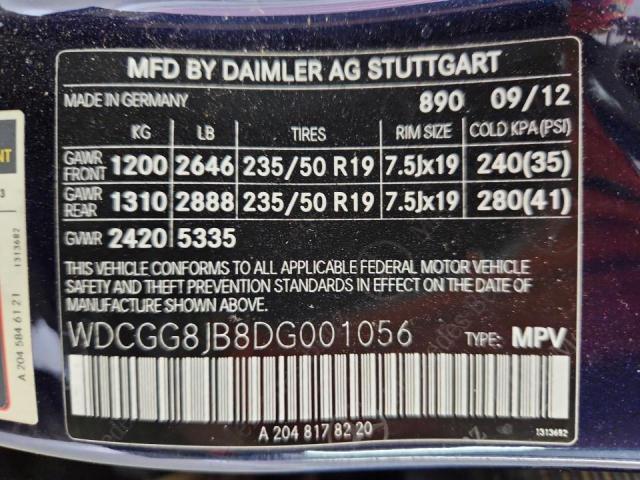 MFD BY DAIMLER AG STUTTGART
MADE IN GERMANY 890 09/12
KG LB TIRES RIM SIZE COLD KPA(PSI)
GAWR FRONT 1200 2646 235/50 R19 7.5Jx19 240(35)
GAWR REAR 1310 2888 235/50 R19 7.5Jx19 280(41)
GVWR 2420 5335
THIS VEHICLE CONFORMS TO ALL APPLICABLE FEDERAL MOTOR VEHICLE
SAFETY AND THEFT PREVENTION STANDARDS IN EFFECT ON THE
DATE OF MANUFACTURE SHOWN ABOVE.
WDCGG8JB8DG001056 TYPE: MPV
A 204 817 82 20
1313682
A 204 584 61 21
1313682